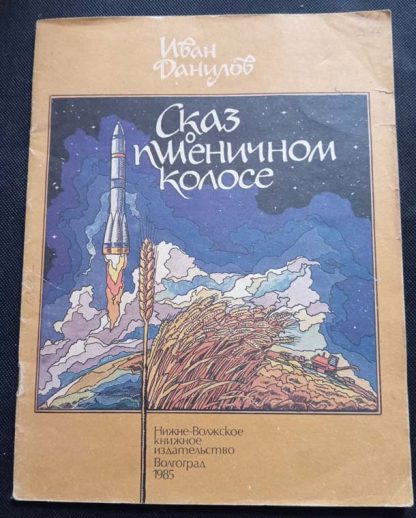 Иван
Данилов
Сказ
о
пшеничном
колосе
Нижне-Волжское
книжное
издательство
Волгоград
1985